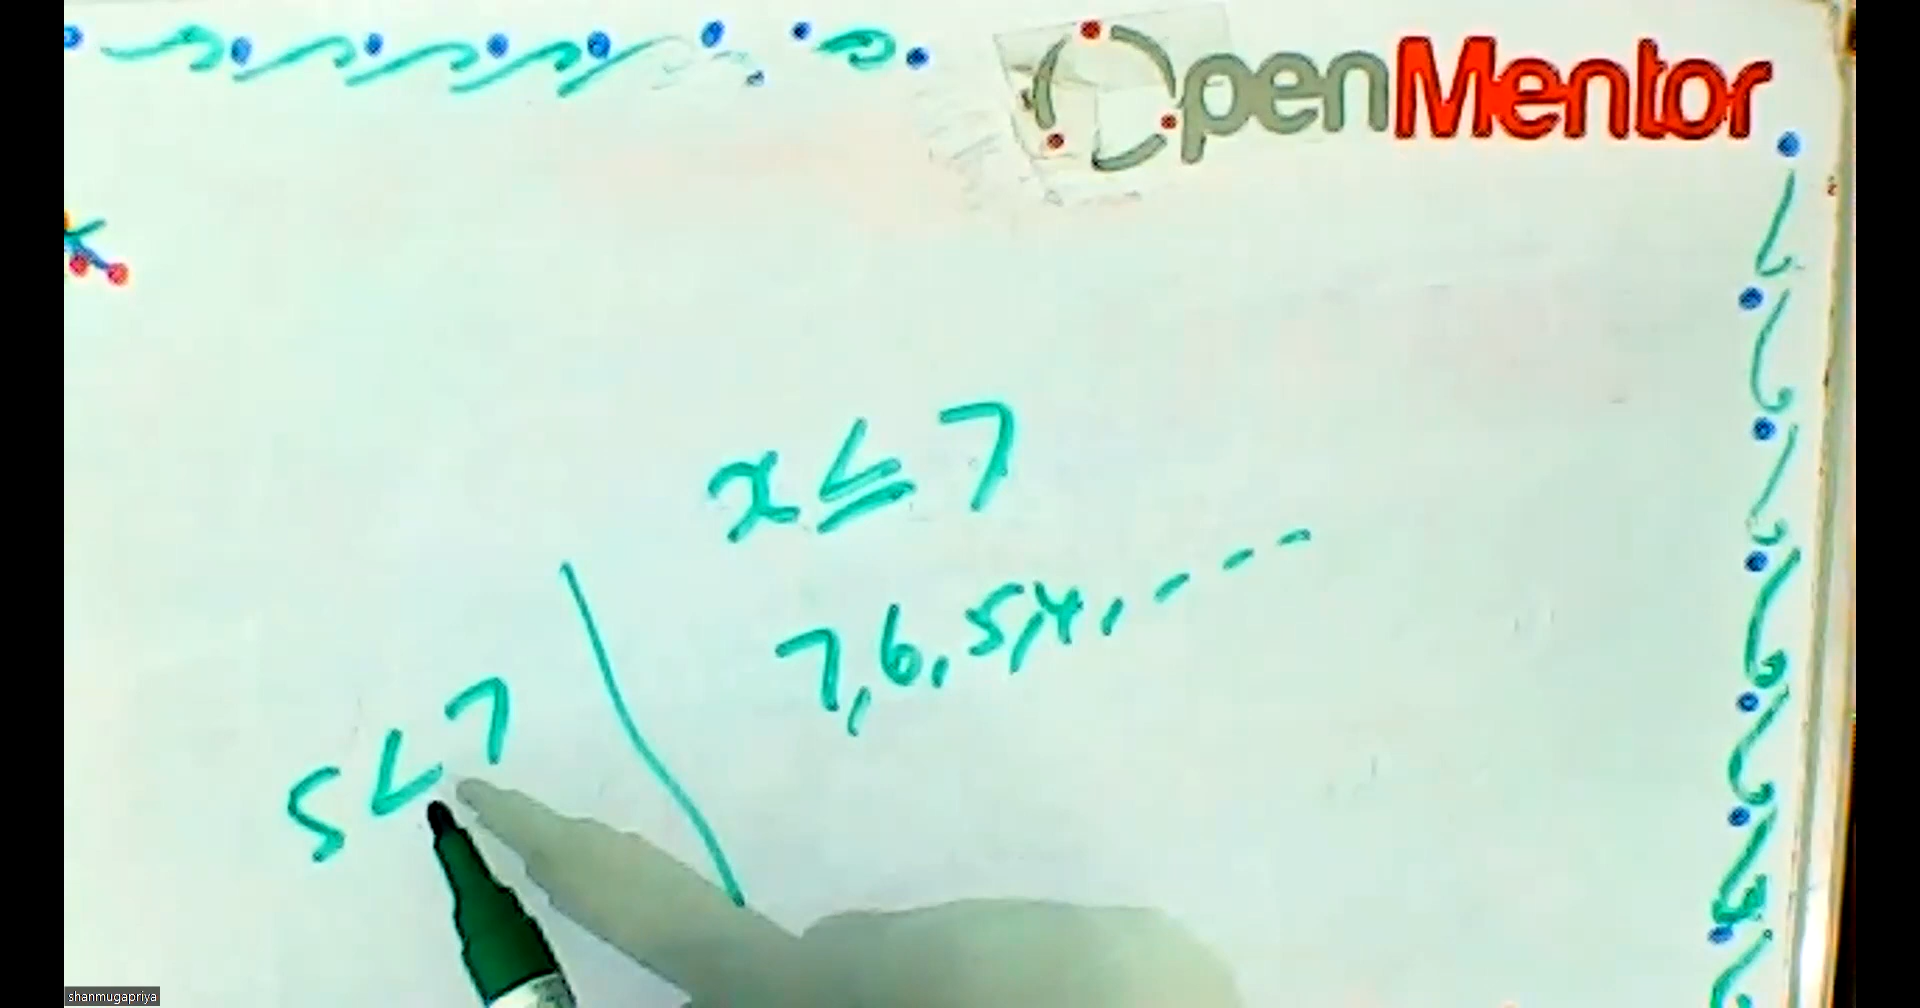 OpenMentor
x ≤ 7
7, 6, 5, 4, - - - -
5 < 7
shanmugapriya